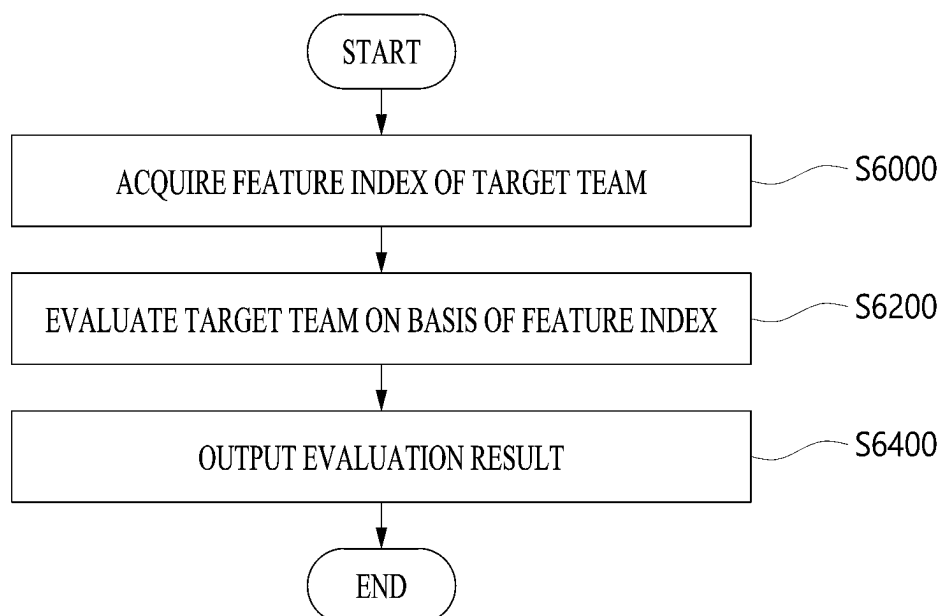 START
ACQUIRE FEATURE INDEX OF TARGET TEAM
S6000
EVALUATE TARGET TEAM ON BASIS OF FEATURE INDEX
S6200
OUTPUT EVALUATION RESULT
S6400
END